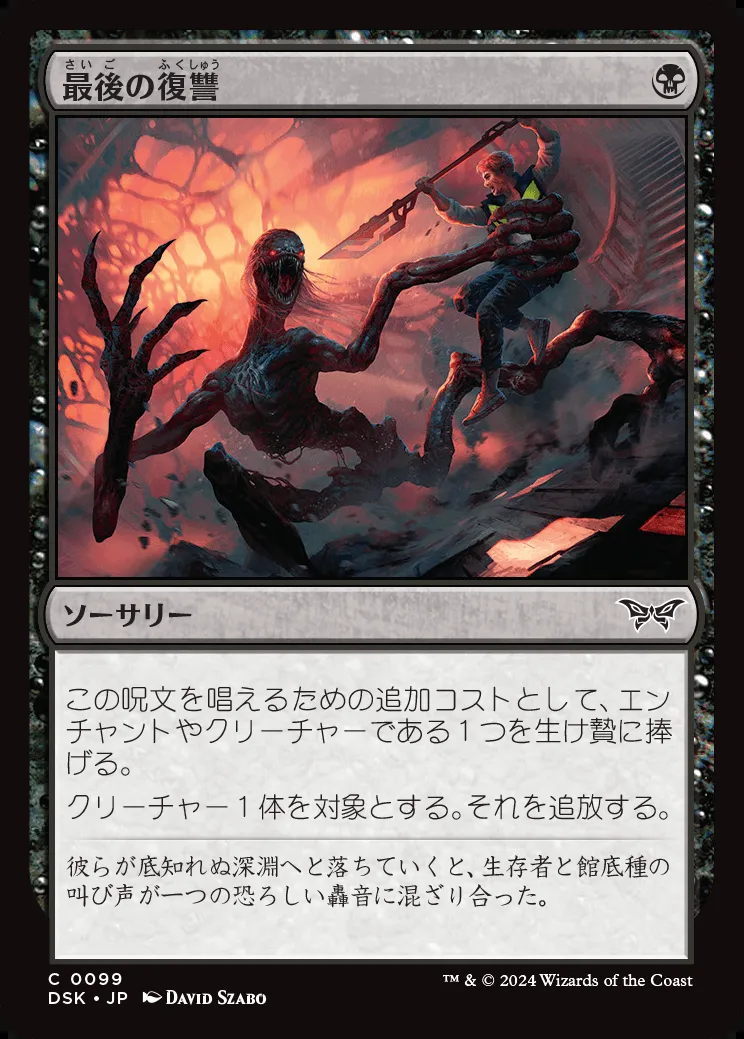 さいご ふくしゅう
最後の復讐
ソーサリー
この呪文を唱えるための追加コストとして、エン
チャントやクリーチャーである1つを生け贄に捧
げる。
クリーチャー1体を対象とする。それを追放する。
彼らが底知れぬ深淵へと落ちていくと、生存者と館底種の
叫び声が一つの恐ろしい轟音に混ざり合った。
C 0099
DSK • JP David Szabo
™ & © 2024 Wizards of the Coast